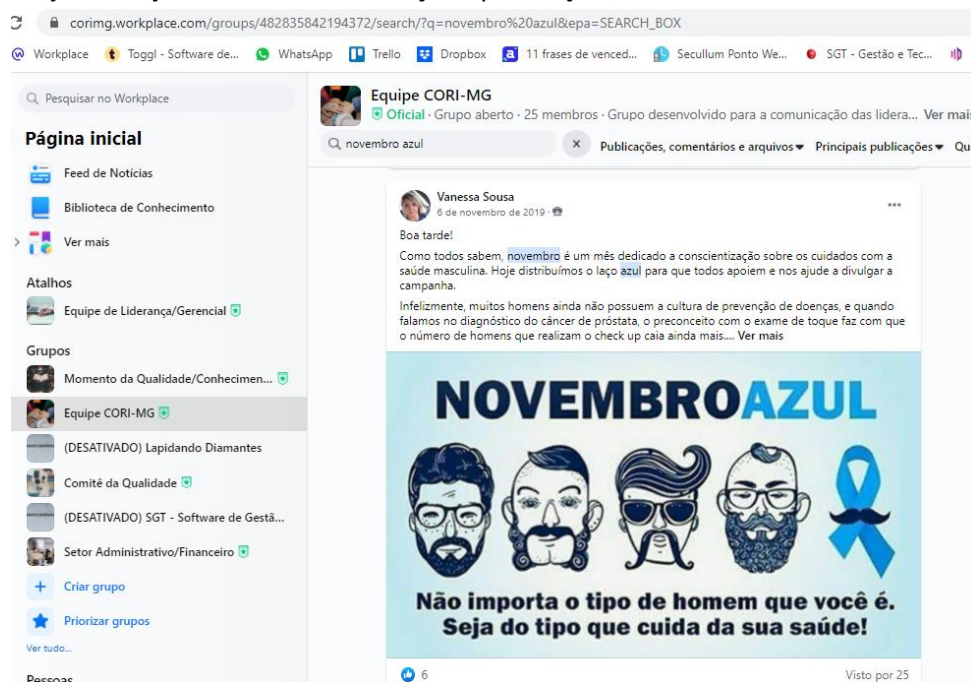 corimg.workplace.com/groups/482835842194372/search/?q=novembro%20azul&epa=SEARCH_BOX
Workplace Toggl - Software de... WhatsApp Trello Dropbox 11 frases de venced... Secullum Ponto We... SGT - Gestão e Tec...
Pesquisar no Workplace
Página inicial
Feed de Notícias
Biblioteca de Conhecimento
Ver mais
Atalhos
Equipe de Liderança/Gerencial
Grupos
Momento da Qualidade/Conhecimen...
Equipe CORI-MG
(DESATIVADO) Lapidando Diamantes
Comitê da Qualidade
(DESATIVADO) SGT - Software de Gestã...
Setor Administrativo/Financeiro
Criar grupo
Priorizar grupos
Ver tudo...
Pessoas
Equipe CORI-MG
Oficial · Grupo aberto · 25 membros · Grupo desenvolvido para a comunicação das lidera... Ver mais
novembro azul X Publicações, comentários e arquivos Principais publicações Qu
Vanessa Sousa
6 de novembro de 2019 ·
Boa tarde!
Como todos sabem, novembro é um mês dedicado a conscientização sobre os cuidados com a
saúde masculina. Hoje distribuímos o laço azul para que todos apoiem e nos ajude a divulgar a
campanha.
Infelizmente, muitos homens ainda não possuem a cultura de prevenção de doenças, e quando
falamos no diagnóstico do câncer de próstata, o preconceito com o exame de toque faz com que
o número de homens que realizam o check up caia ainda mais.... Ver mais
NOVEMBROAZUL
Não importa o tipo de homem que você é.
Seja do tipo que cuida da sua saúde!
6 Visto por 25